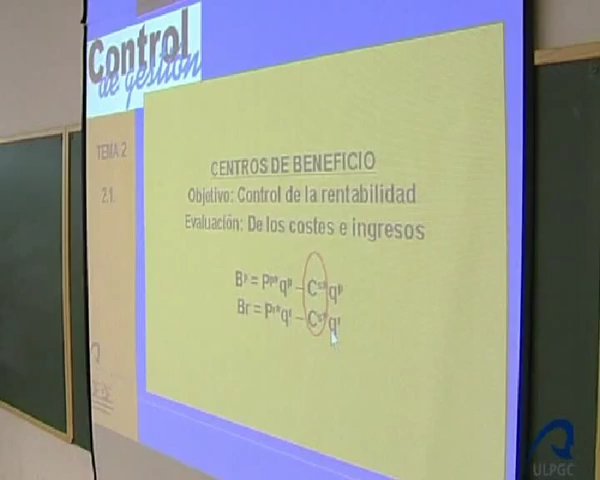 Control
de gestión
TEMA 2
2.1.
CENTROS DE BENEFICIO
Objetivo: Control de la rentabilidad
Evaluación: De los costes e ingresos
ULPGC